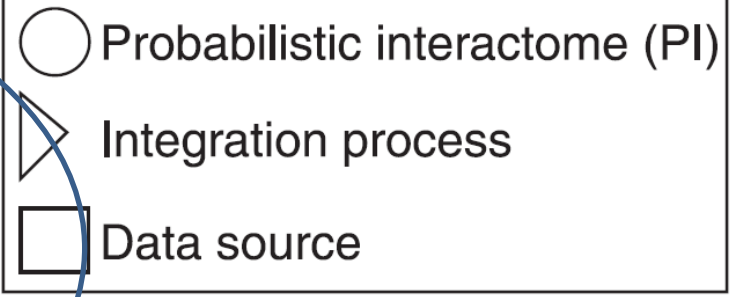 Probabilistic interactome (PI)
Integration process
Data source